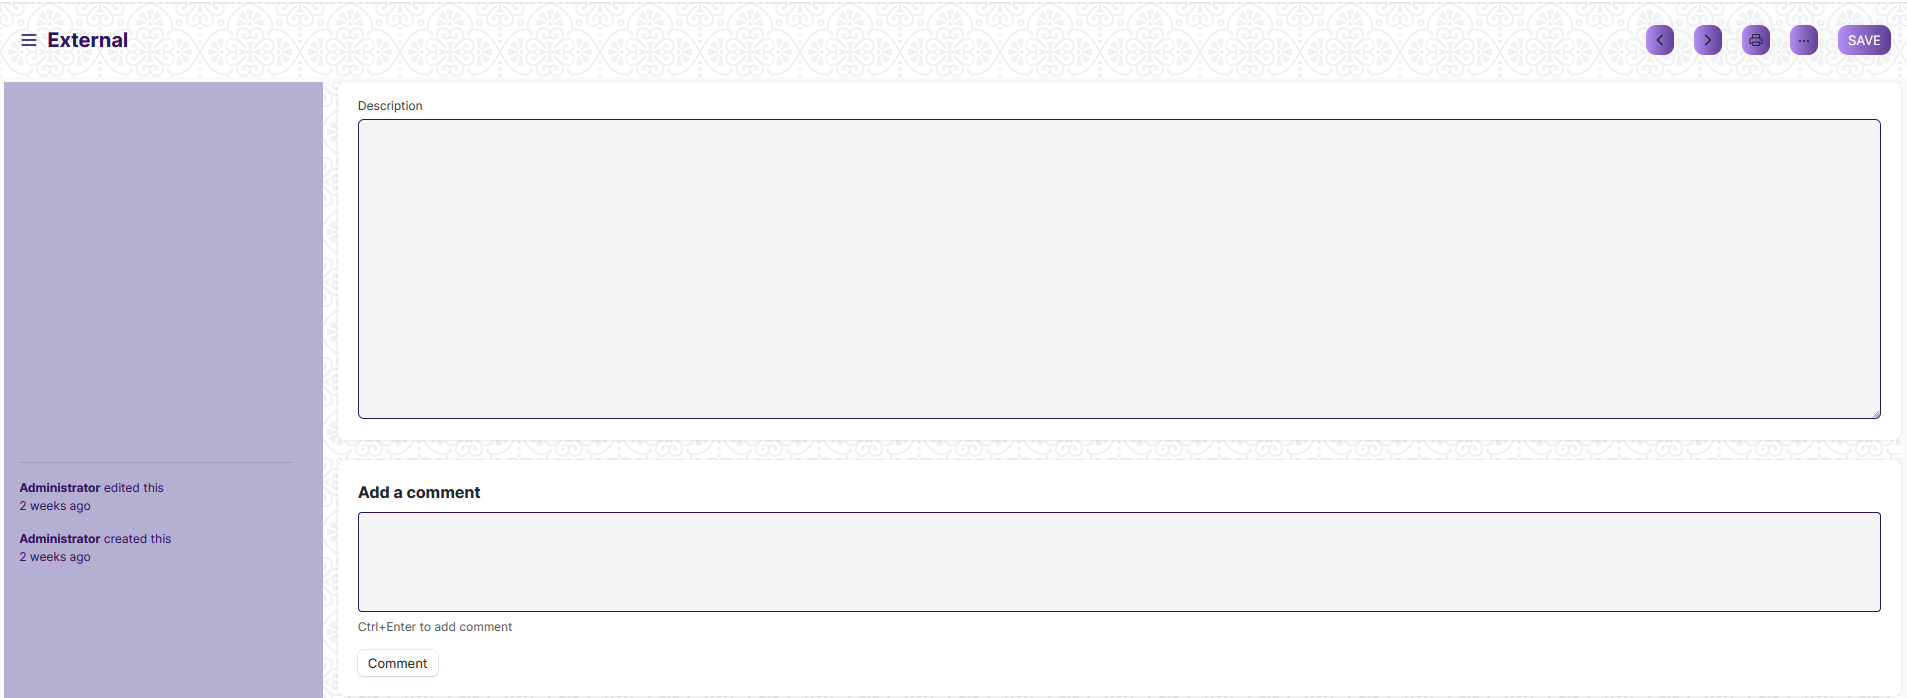 External
SAVE
Description
Administrator edited this
2 weeks ago
Administrator created this
2 weeks ago
Add a comment
Ctrl+Enter to add comment
Comment